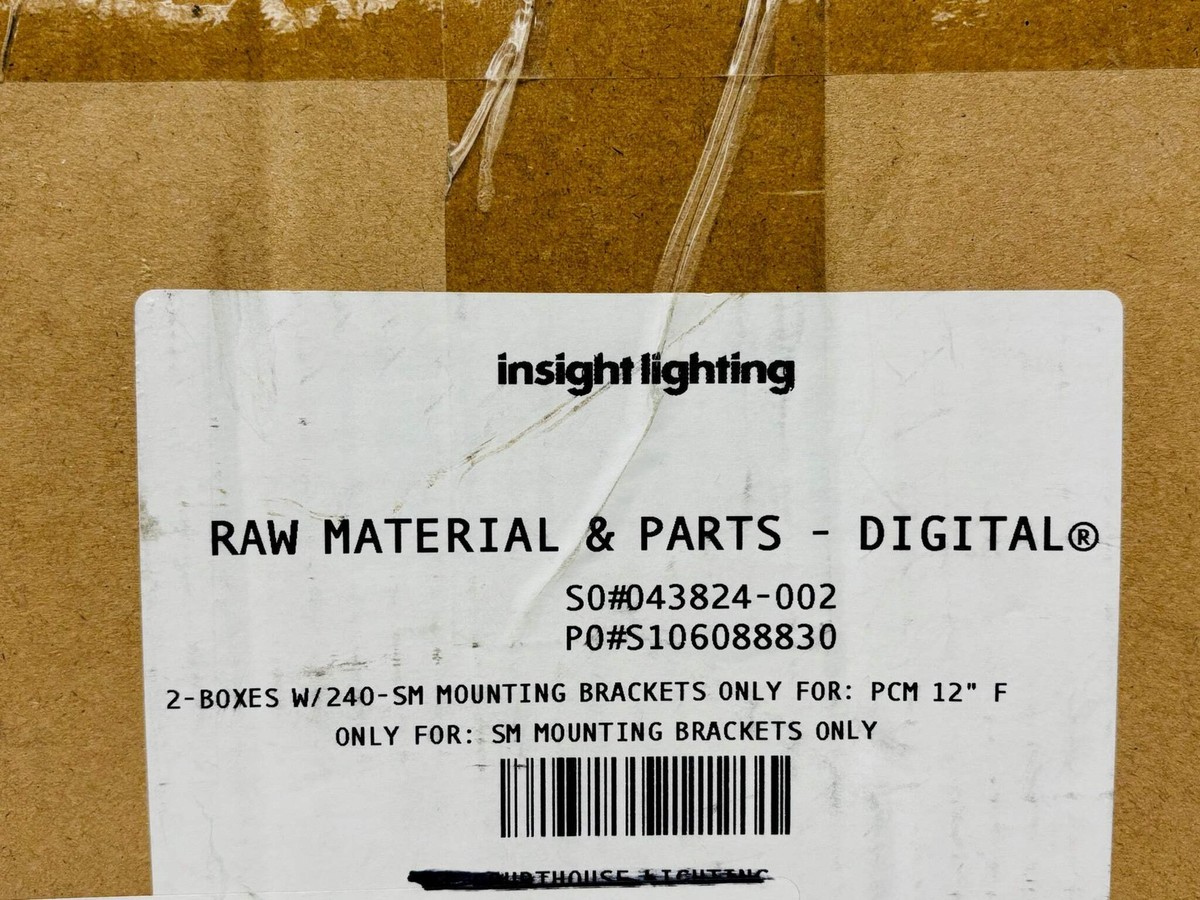 insight lighting
RAW MATERIAL & PARTS - DIGITAL®
SO#043824-002
PO#S106088830
2-BOXES W/240-SM MOUNTING BRACKETS ONLY FOR: PCM 12" F
ONLY FOR: SM MOUNTING BRACKETS ONLY
LIGHTING